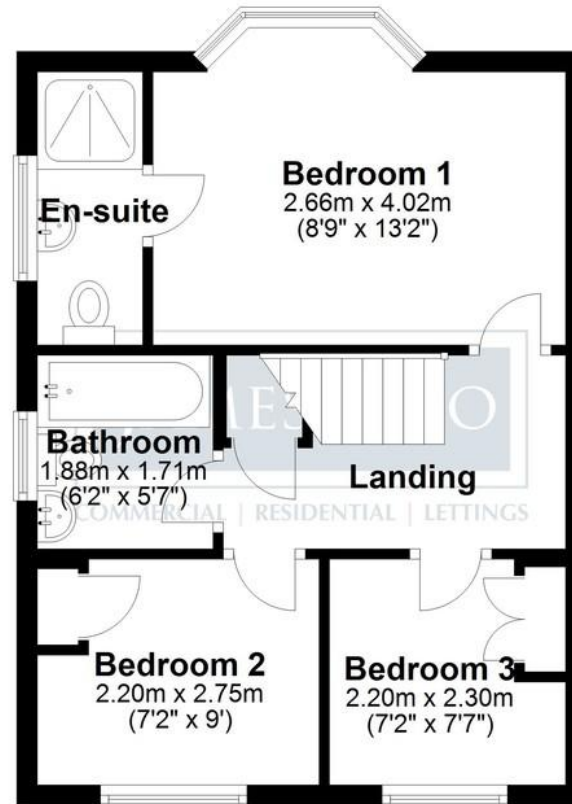 Bedroom 1
2.66m x 4.02m
(8'9" x 13'2")
En-suite
Bathroom
1.88m x 1.71m
(6'2" x 5'7")
Landing
COMMERCIAL | RESIDENTIAL | LETTINGS
Bedroom 2
2.20m x 2.75m
(7'2" x 9')
Bedroom 3
2.20m x 2.30m
(7'2" x 7'7")